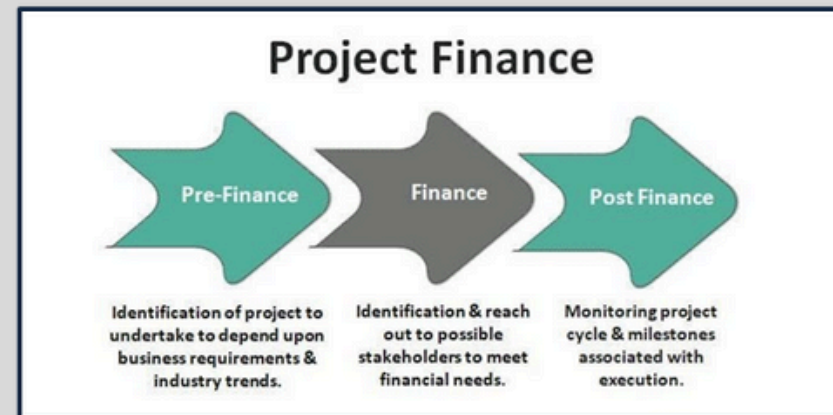 Project Finance
Pre-Finance
Finance
Post Finance
Identification of project to
undertake to depend upon
business requirements &
industry trends.
Identification & reach
out to possible
stakeholders to meet
financial needs.
Monitoring project
cycle & milestones
associated with
execution.